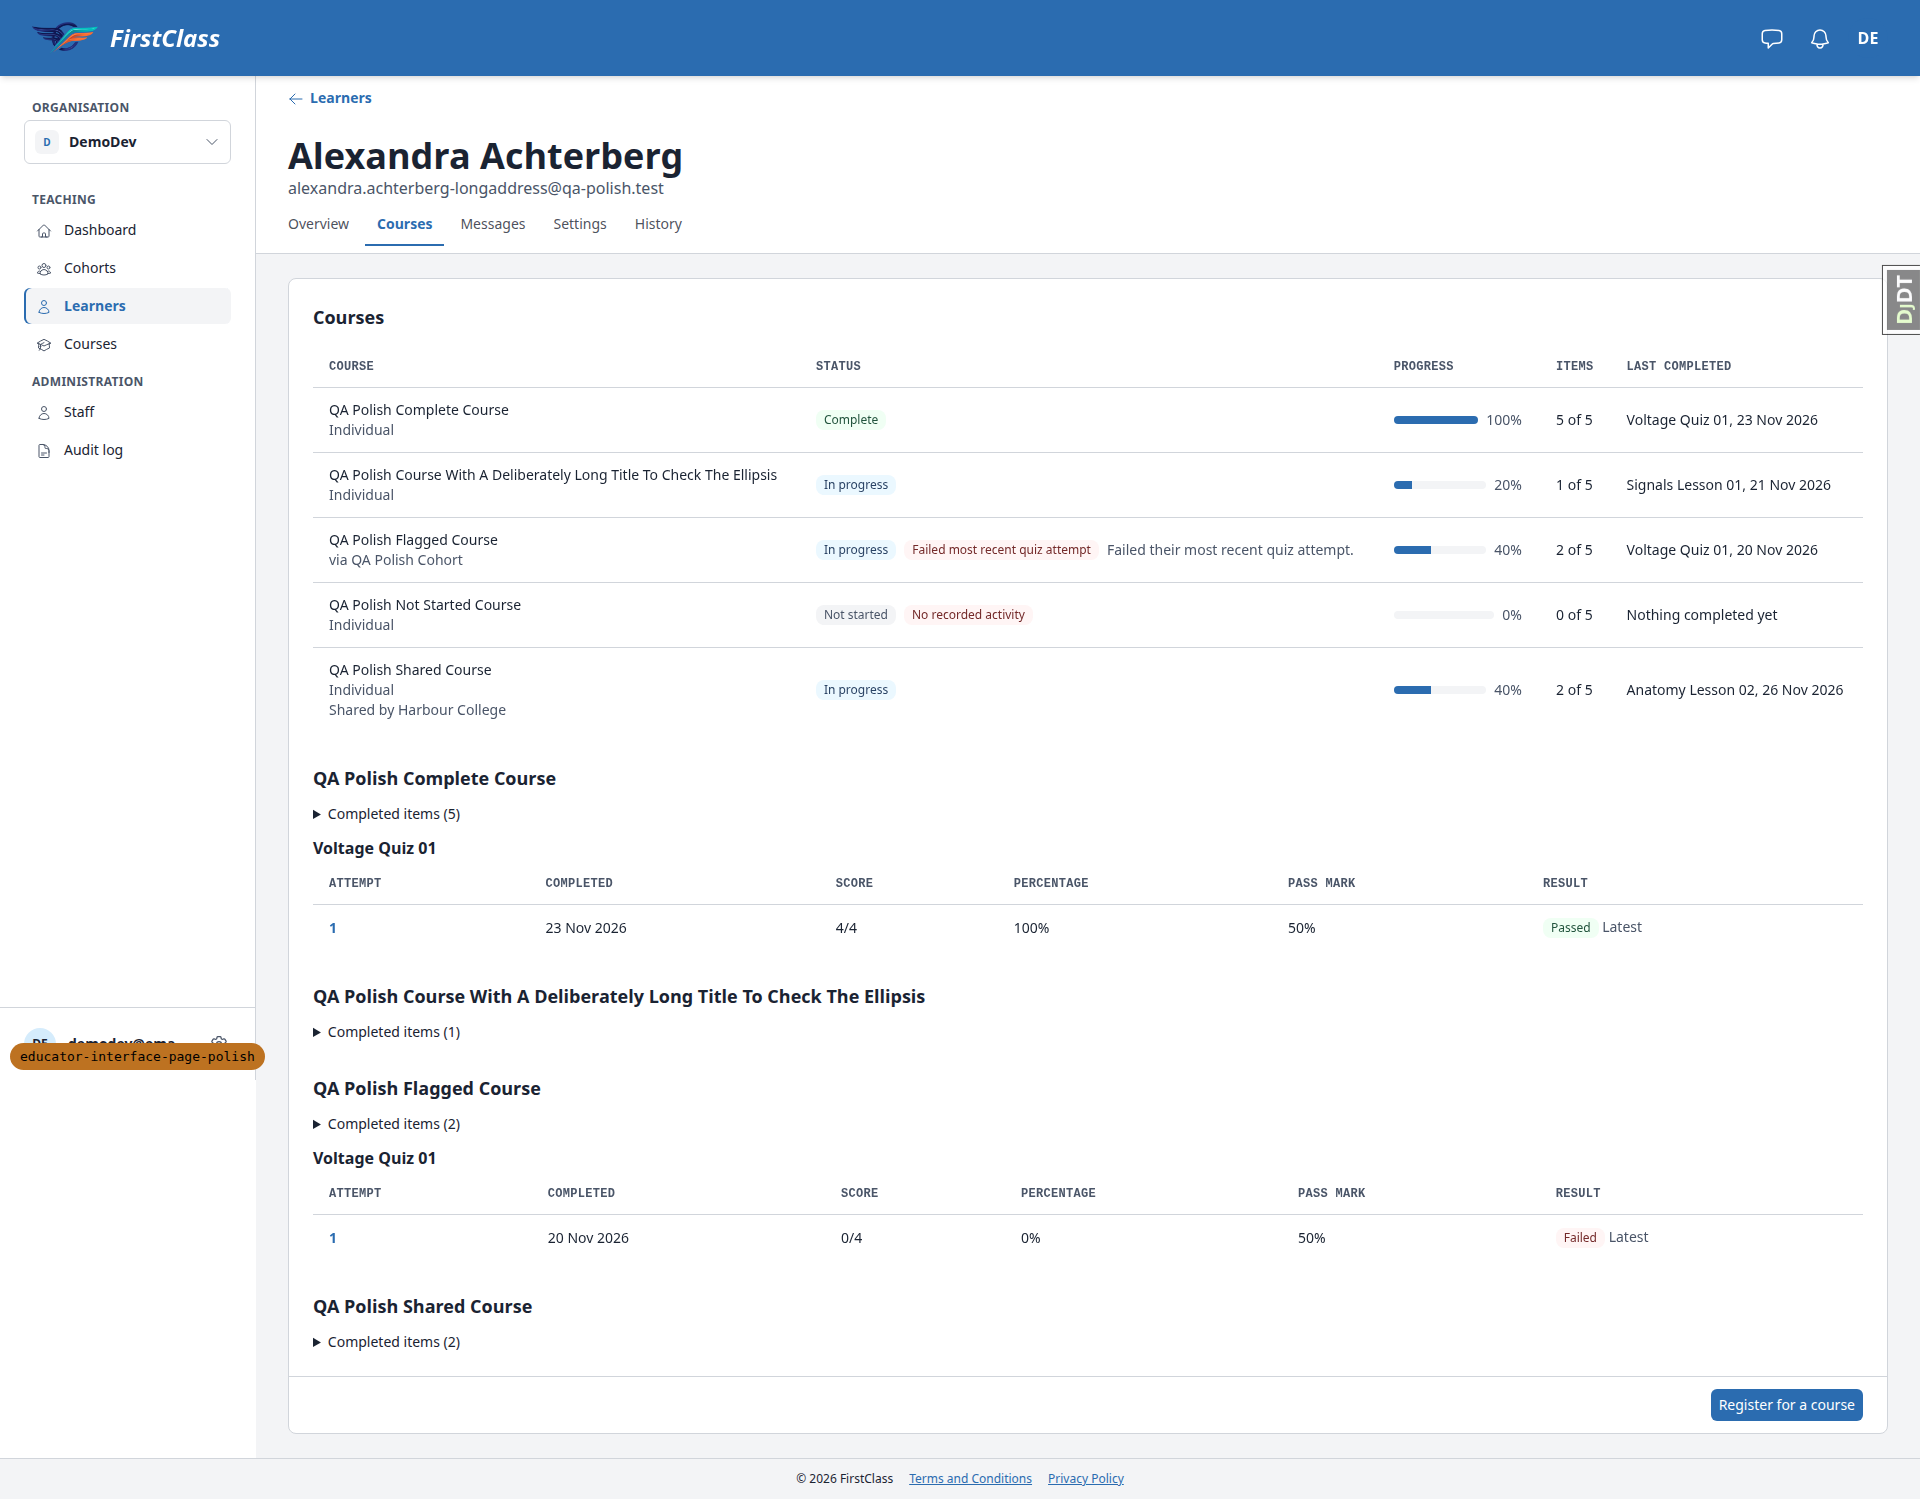 FirstClass
DE
ORGANISATION
D DemoDev
TEACHING
Dashboard
Cohorts
Learners
Courses
ADMINISTRATION
Staff
Audit log
educator-interface-page-polish
← Learners
Alexandra Achterberg
alexandra.achterberg-longaddress@qa-polish.test
Overview Courses Messages Settings History
DJDT
Courses
COURSE STATUS PROGRESS ITEMS LAST COMPLETED
QA Polish Complete Course
Individual
Complete 100% 5 of 5 Voltage Quiz 01, 23 Nov 2026
QA Polish Course With A Deliberately Long Title To Check The Ellipsis
Individual
In progress 20% 1 of 5 Signals Lesson 01, 21 Nov 2026
QA Polish Flagged Course
via QA Polish Cohort
In progress Failed most recent quiz attempt Failed their most recent quiz attempt. 40% 2 of 5 Voltage Quiz 01, 20 Nov 2026
QA Polish Not Started Course
Individual
Not started No recorded activity 0% 0 of 5 Nothing completed yet
QA Polish Shared Course
Individual
Shared by Harbour College
In progress 40% 2 of 5 Anatomy Lesson 02, 26 Nov 2026
QA Polish Complete Course
Completed items (5)
Voltage Quiz 01
ATTEMPT COMPLETED SCORE PERCENTAGE PASS MARK RESULT
1 23 Nov 2026 4/4 100% 50% Passed Latest
QA Polish Course With A Deliberately Long Title To Check The Ellipsis
Completed items (1)
QA Polish Flagged Course
Completed items (2)
Voltage Quiz 01
ATTEMPT COMPLETED SCORE PERCENTAGE PASS MARK RESULT
1 20 Nov 2026 0/4 0% 50% Failed Latest
QA Polish Shared Course
Completed items (2)
Register for a course
© 2026 FirstClass Terms and Conditions Privacy Policy